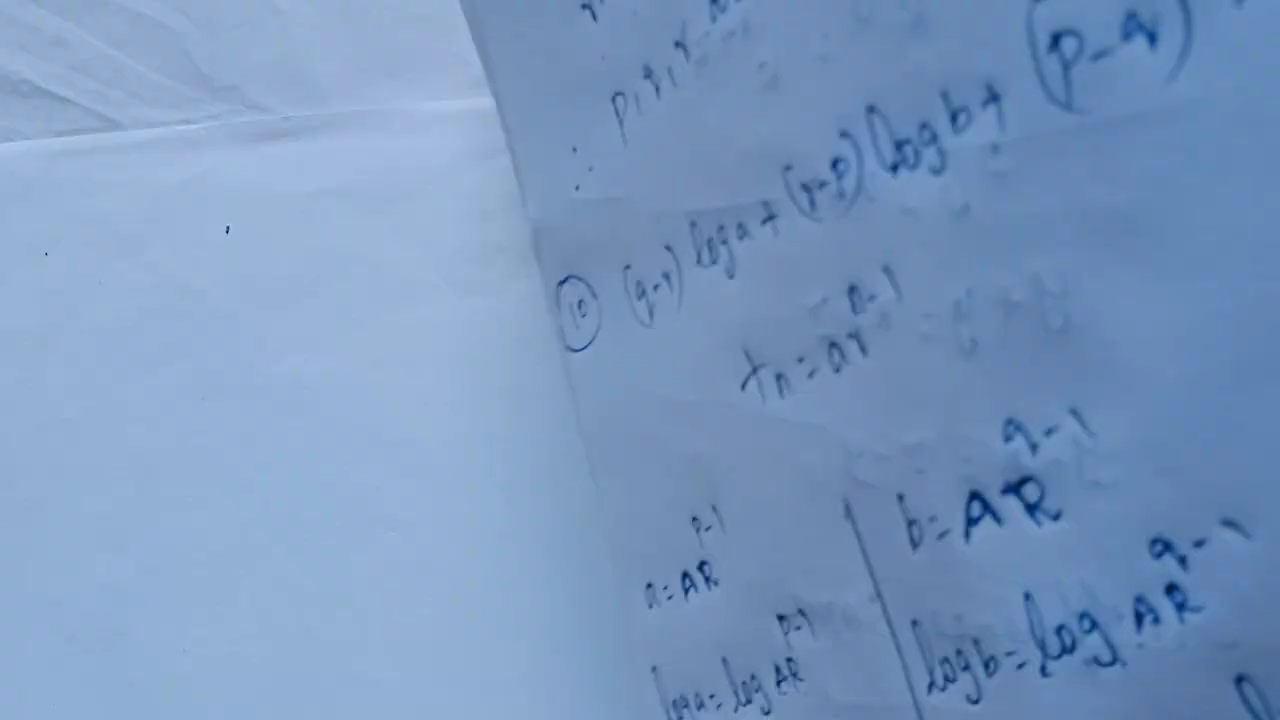 ∴ p, q, r
(10) (q-r) log a + (r-p) log b + (p-q)
tn = ar^n-1
a = AR^p-1 | b = AR^q-1
log a = log AR^p-1 | log b = log AR^q-1